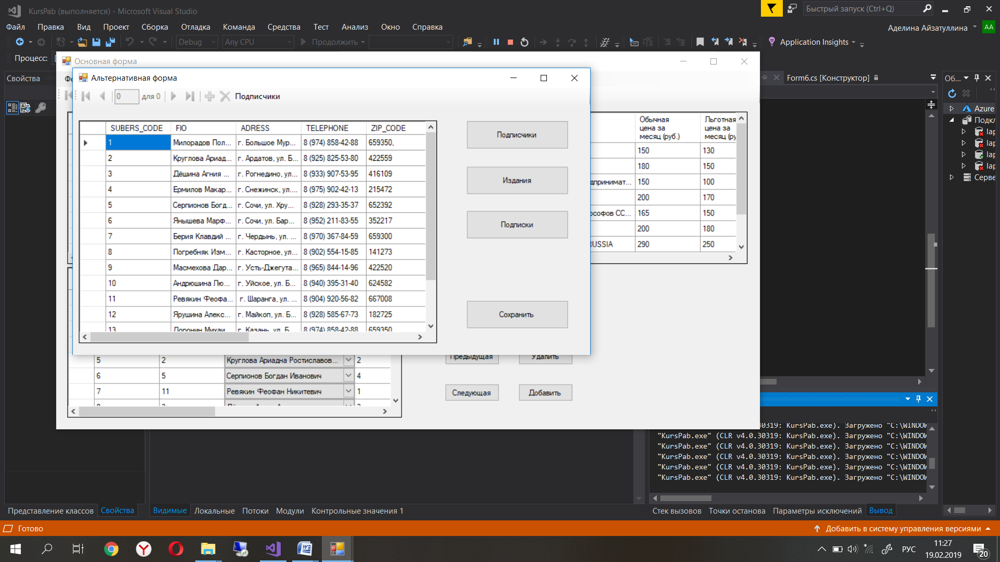 KursPab (выполняется) - Microsoft Visual Studio
Быстрый запуск (Ctrl+Q)
Файл Правка Вид Проект Сборка Отладка Команда Средства Тест Анализ Окно Справка
Аделина Айзатуллина AA
Debug Any CPU Продолжить Application Insights
Процесс:
Основная форма
Свойства
Альтернативная форма
Form6.cs [Конструктор]
Об...
0 для 0 Подписчики
SUBERS_CODE FIO ADRESS TELEPHONE ZIP_CODE
1 Милорадов Пол... г. Большое Мур... 8 (974) 858-42-88 659350,
2 Круглова Ариад... г. Ардатов, ул. Б... 8 (925) 825-53-80 422559
3 Дёшина Агния ... г. Рогнедино, ул... 8 (933) 907-53-95 416109
4 Ермилов Макар... г. Снежинск, ул.... 8 (975) 902-42-13 215472
5 Серпионов Богд... г. Сочи, ул. Хру... 8 (928) 293-35-37 652392
6 Янышева Марф... г. Сочи, ул. Бар... 8 (952) 211-83-55 352217
7 Берия Клавдий ... г. Чердынь, ул. ... 8 (970) 367-84-59 659300
8 Погребняк Изм... г. Касторное, ул... 8 (902) 554-15-85 141273
9 Масмехова Дар... г. Усть-Джегута... 8 (965) 844-14-96 422520
10 Андрюшина Лю... г. Уйское, ул. Б... 8 (940) 395-31-40 624582
11 Ревякин Феофа... г. Шаранга, ул. ... 8 (904) 920-56-82 667008
12 Ярушина Алекс... г. Майкоп, ул. Б... 8 (928) 585-67-73 182725
13 Доронин Михаи... г. Казань, ул. Б... 8 (974) 858-42-88 659350
Подписчики
Издания
Подписки
Сохранить
Обычная цена за месяц (руб.) Льготная цена за месяц (ру
150 130
180 150
дпринимат... 150 100
200 170
ософов СС... 165 150
200 180
RUSSIA 290 250
Azure
Подкл
lap
lap
lap
lap
Серве
5 2 Круглова Ариадна Ростиславов... 2
6 5 Серпионов Богдан Иванович 4
7 11 Ревякин Феофан Никитевич 1
Предыдущая Удалить
Следующая Добавить
30319: KursPab.exe). Загружено "C:\WINDOW
"KursPab.exe" (CLR v4.0.30319: KursPab.exe). Загружено "C:\WINDOW
"KursPab.exe" (CLR v4.0.30319: KursPab.exe). Загружено "C:\WINDOW
"KursPab.exe" (CLR v4.0.30319: KursPab.exe). Загружено "C:\WINDOW
"KursPab.exe" (CLR v4.0.30319: KursPab.exe). Загружено "C:\WINDOW
"KursPab.exe" (CLR v4.0.30319: KursPab.exe). Загружено "C:\WINDOW
Представление классов Свойства Видимые Локальные Потоки Модули Контрольные значения 1
Стек вызовов Точки останова Параметры исключений Вывод
Готово
Добавить в систему управления версиями
РУС
11:27
19.02.2019
20